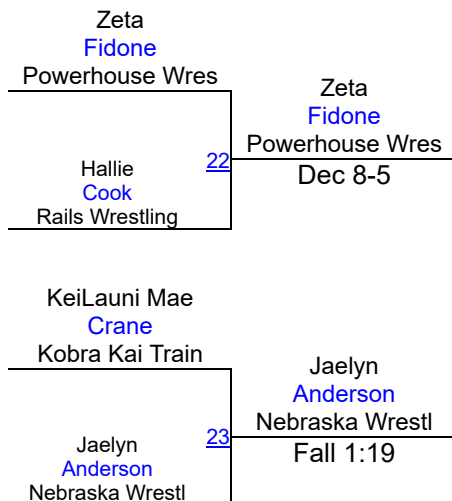 Zeta
Fidone
Powerhouse Wres
Hallie
Cook
Rails Wrestling
22
Zeta
Fidone
Powerhouse Wres
Dec 8-5
KeiLauni Mae
Crane
Kobra Kai Train
Jaelyn
Anderson
Nebraska Wrestl
23
Jaelyn
Anderson
Nebraska Wrestl
Fall 1:19